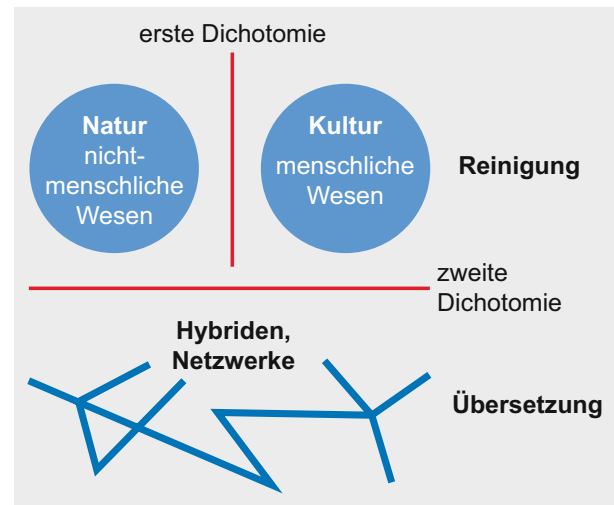 erste Dichotomie
Natur
nicht-
menschliche
Wesen
Kultur
menschliche
Wesen
Reinigung
zweite
Dichotomie
Hybriden,
Netzwerke
Übersetzung